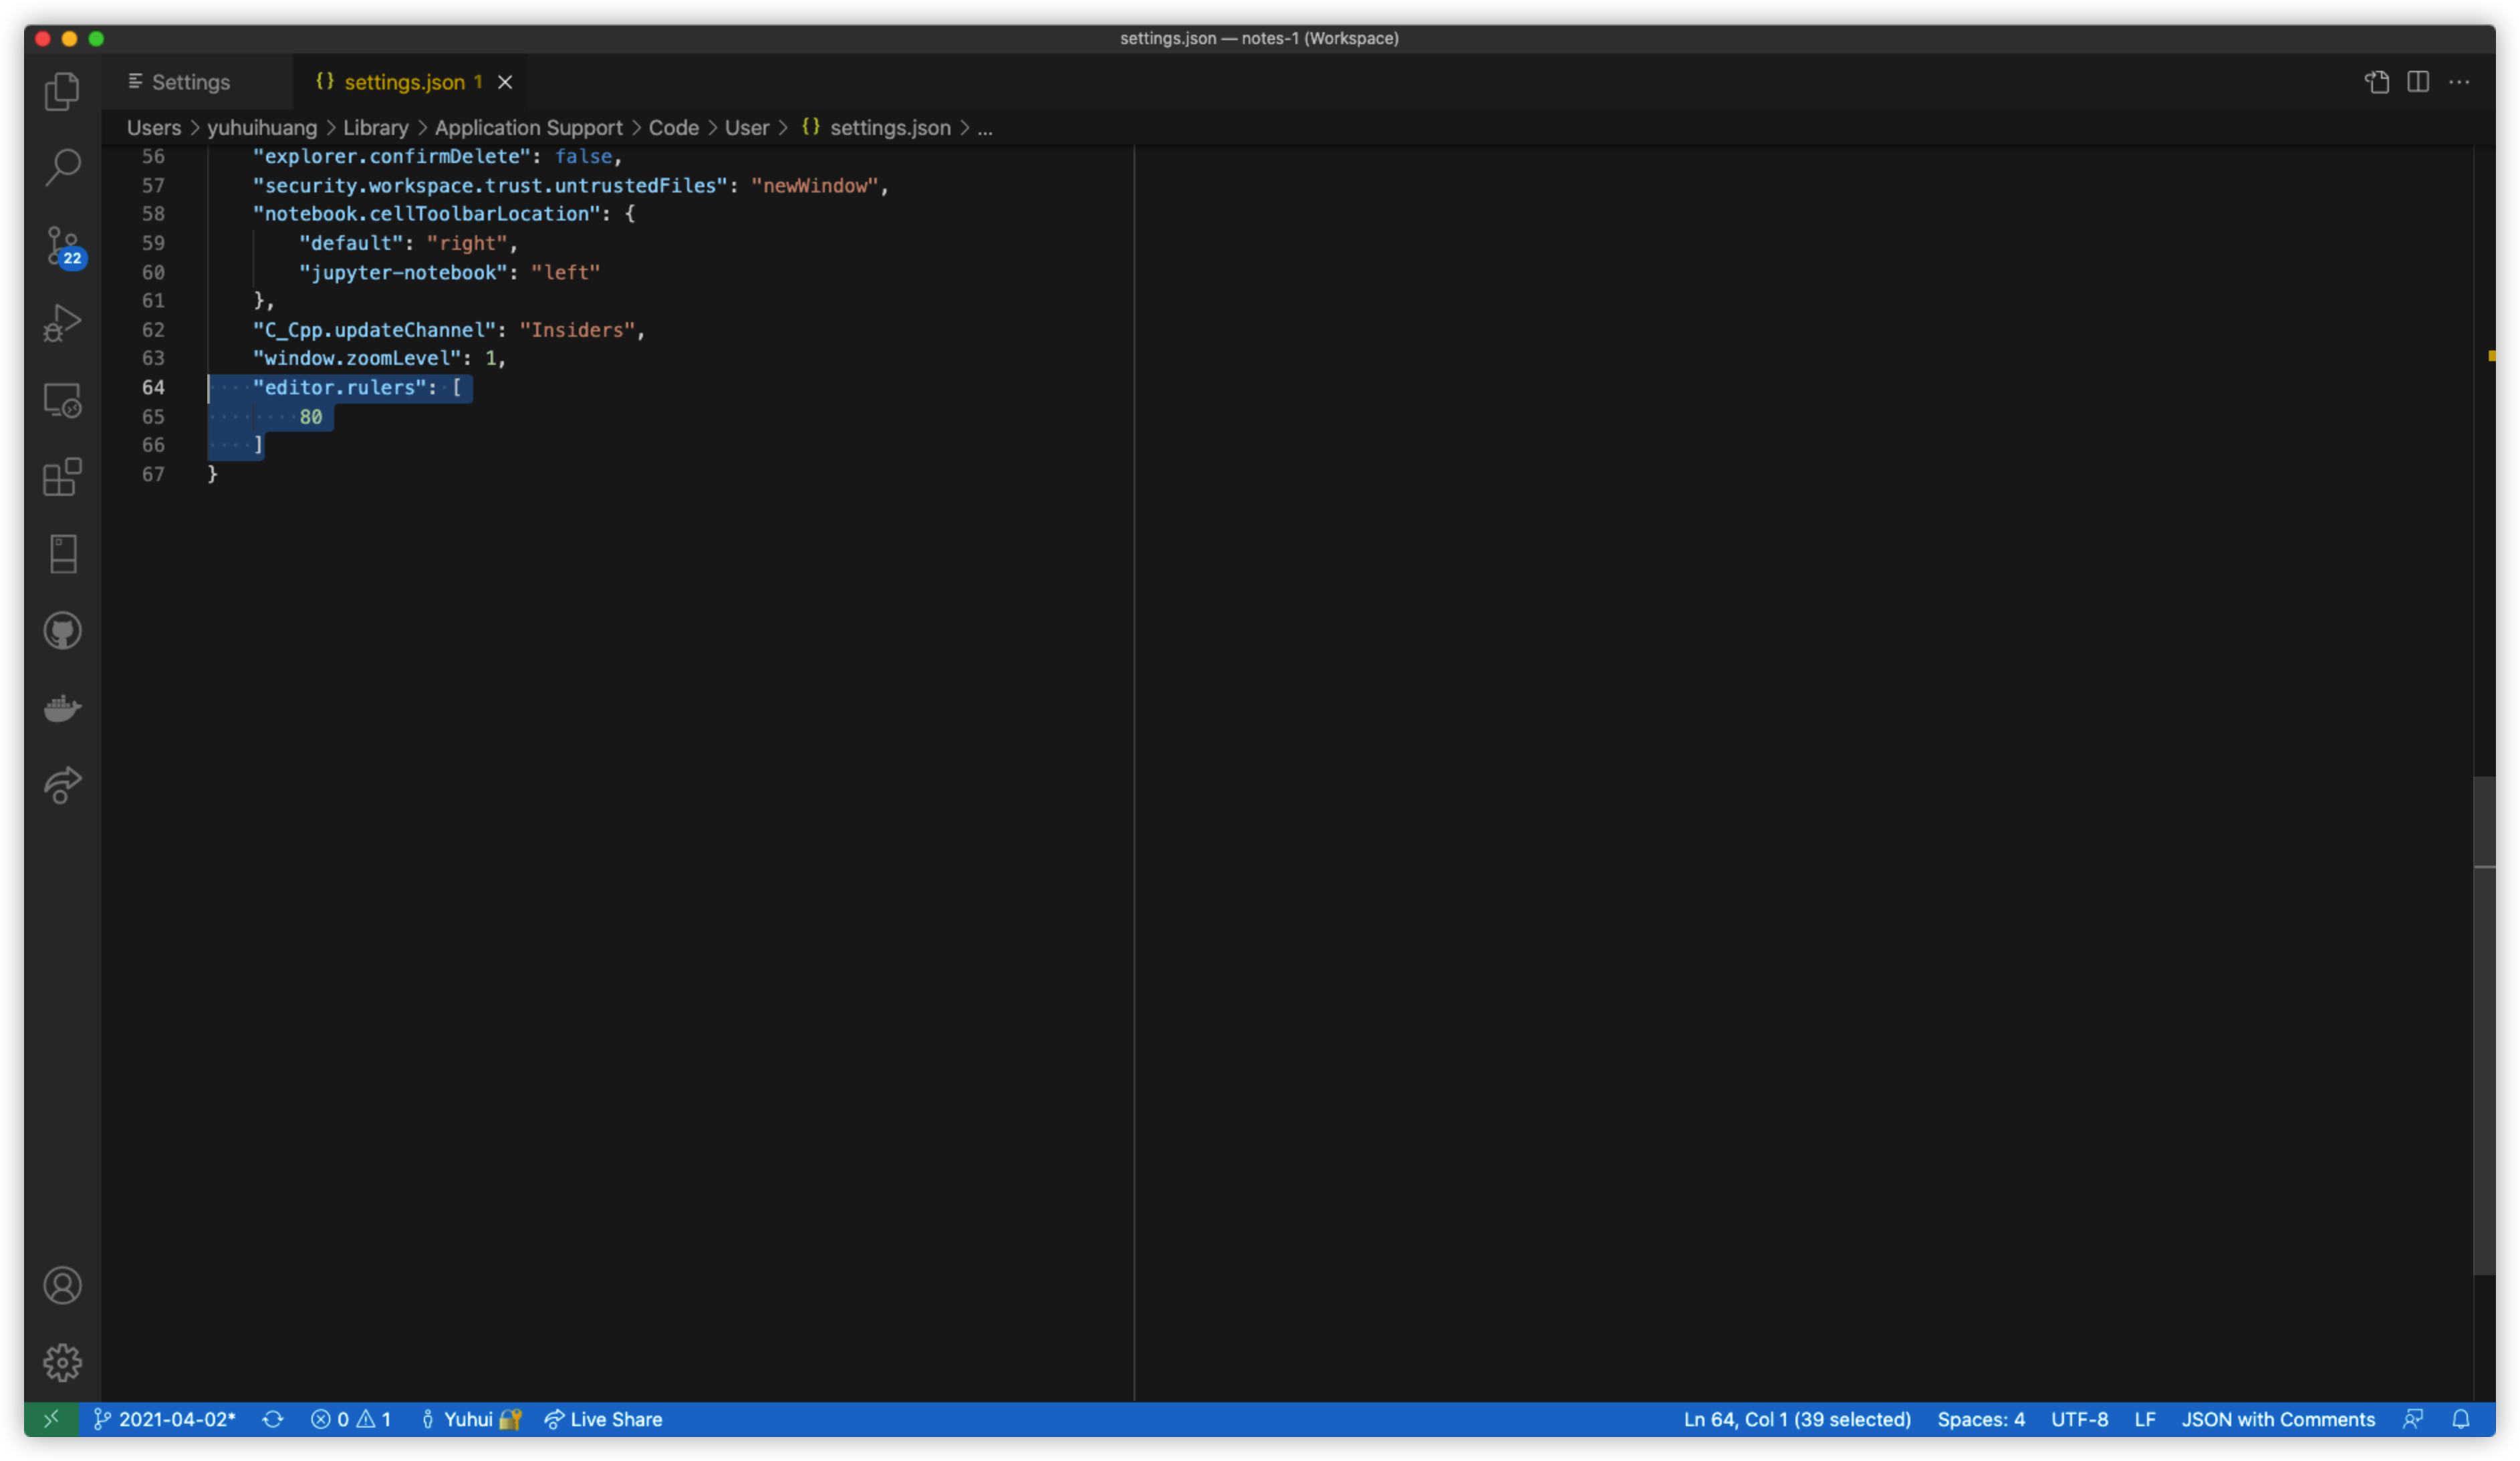 settings.json — notes-1 (Workspace)
Settings
{} settings.json 1
Users > yuhuihuang > Library > Application Support > Code > User > {} settings.json > ...
56 "explorer.confirmDelete": false,
57 "security.workspace.trust.untrustedFiles": "newWindow",
58 "notebook.cellToolbarLocation": {
59 "default": "right",
60 "jupyter-notebook": "left"
61 },
62 "C_Cpp.updateChannel": "Insiders",
63 "window.zoomLevel": 1,
64 "editor.rulers": [
65 80
66 ]
67 }
22
2021-04-02* 0 1 Yuhui Live Share Ln 64, Col 1 (39 selected) Spaces: 4 UTF-8 LF JSON with Comments